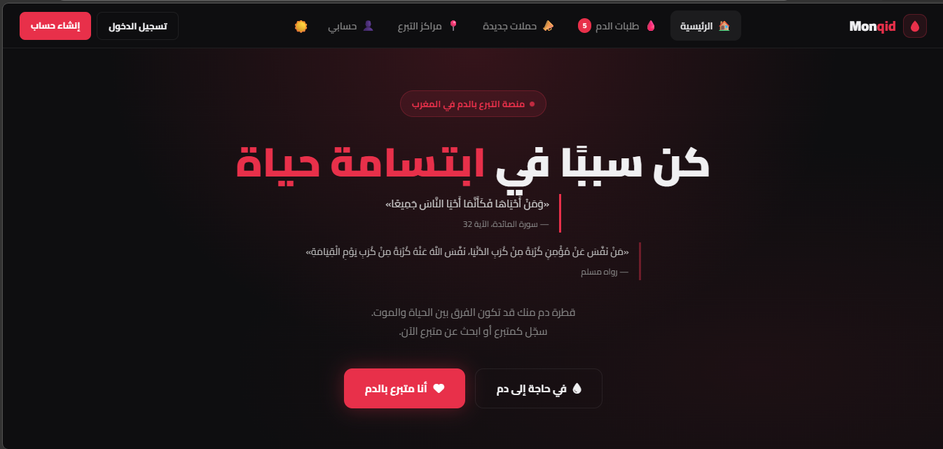 Monqid
الرئيسية
طلبات الدم 5
حملات جديدة
مراكز التبرع
حسابي
تسجيل الدخول
إنشاء حساب
منصة التبرع بالدم في المغرب
كن سببًا في ابتسامة حياة
«وَمَنْ أَحْيَاهَا فَكَأَنَّمَا أَحْيَا النَّاسَ جَمِيعًا»
— سورة المائدة، الآية 32
«مَنْ نَفَّسَ عَنْ مُؤْمِنٍ كُرْبَةً مِنْ كُرَبِ الدُّنْيَا، نَفَّسَ اللَّهُ عَنْهُ كُرْبَةً مِنْ كُرَبِ يَوْمِ الْقِيَامَةِ»
— رواه مسلم
قطرة دم منك قد تكون الفرق بين الحياة والموت.
سجّل كمتبرع أو ابحث عن متبرع الآن.
في حاجة إلى دم
أنا متبرع بالدم